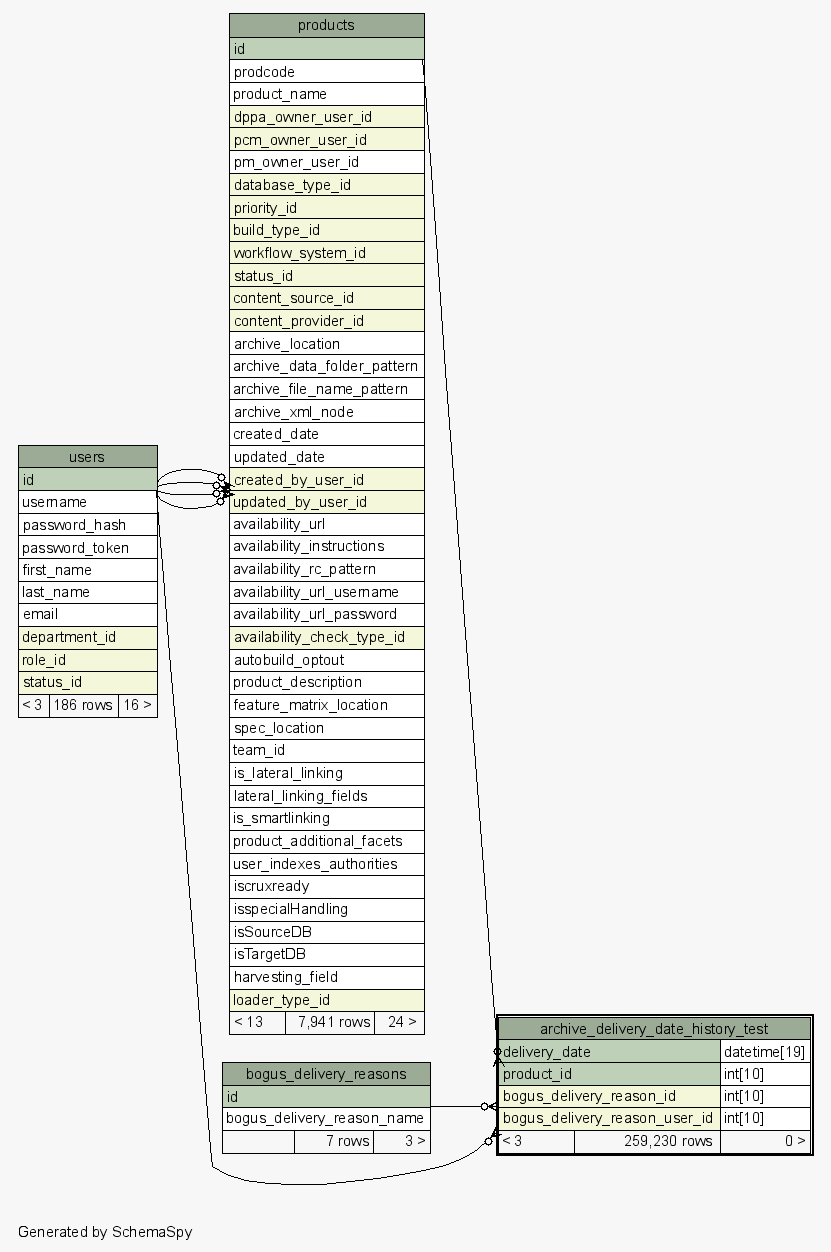 products
id
prodcode
product_name
dppa_owner_user_id
pcm_owner_user_id
pm_owner_user_id
database_type_id
priority_id
build_type_id
workflow_system_id
status_id
content_source_id
content_provider_id
archive_location
archive_data_folder_pattern
archive_file_name_pattern
archive_xml_node
created_date
updated_date
created_by_user_id
updated_by_user_id
availability_url
availability_instructions
availability_rc_pattern
availability_url_username
availability_url_password
availability_check_type_id
autobuild_optout
product_description
feature_matrix_location
spec_location
team_id
is_lateral_linking
lateral_linking_fields
is_smartlinking
product_additional_facets
user_indexes_authorities
iscruxready
isspecialHandling
isSourceDB
isTargetDB
harvesting_field
loader_type_id
< 13 7,941 rows 24 >
users
id
username
password_hash
password_token
first_name
last_name
email
department_id
role_id
status_id
< 3 186 rows 16 >
bogus_delivery_reasons
id
bogus_delivery_reason_name
7 rows 3 >
archive_delivery_date_history_test
delivery_date datetime[19]
product_id int[10]
bogus_delivery_reason_id int[10]
bogus_delivery_reason_user_id int[10]
< 3 259,230 rows 0 >
Generated by SchemaSpy